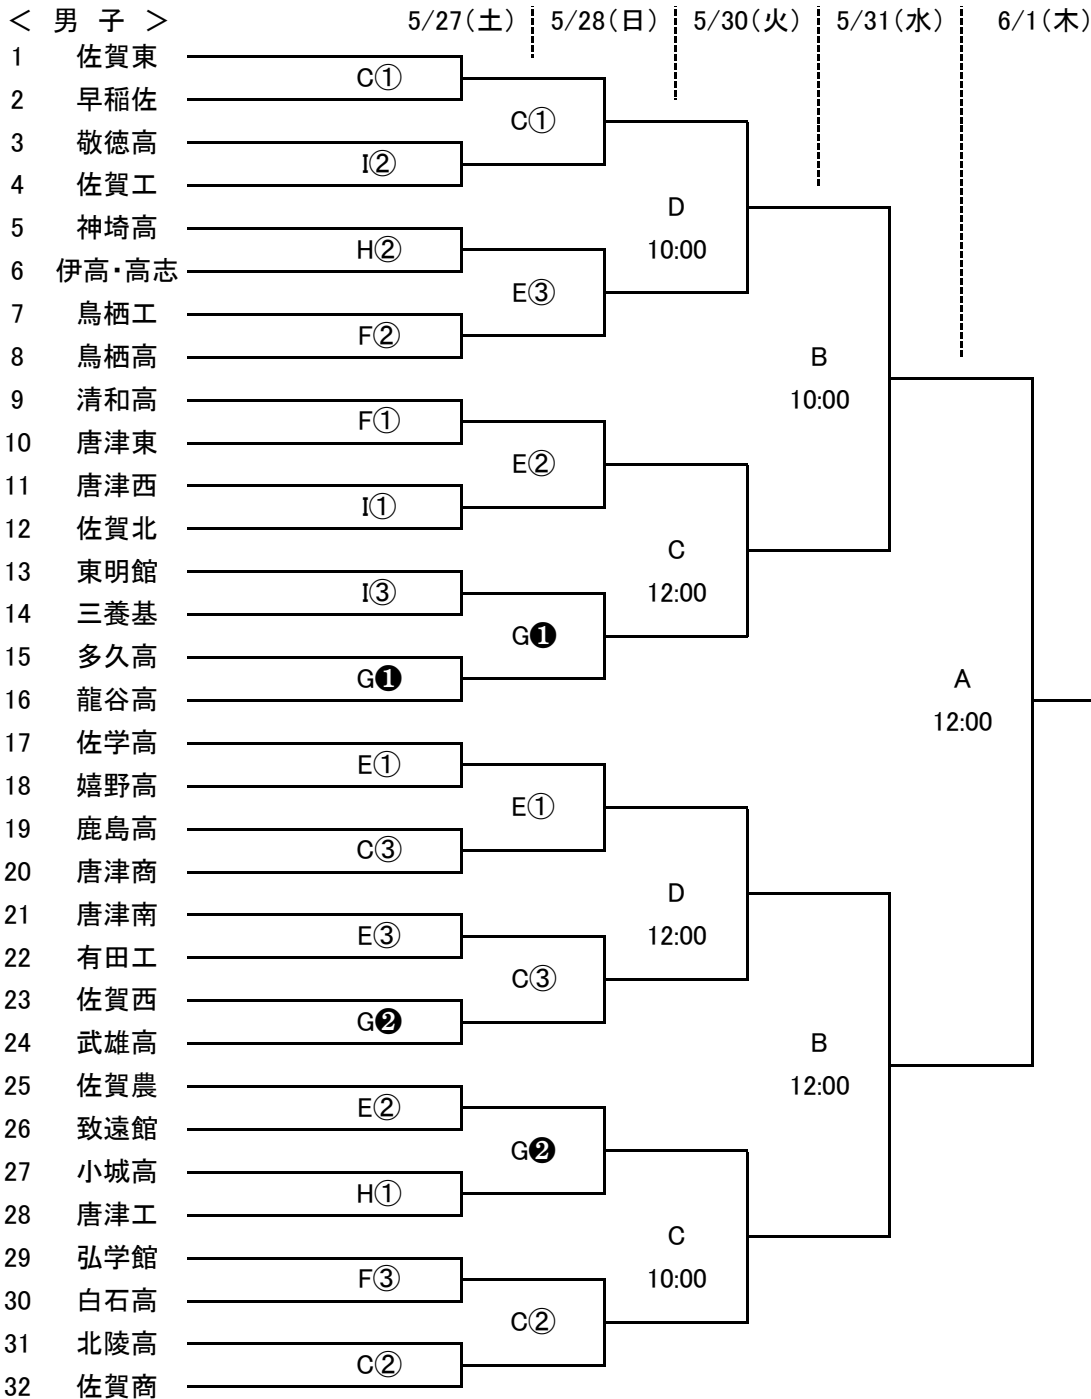 ＜ 男 子 ＞ 5/27(土) 5/28(日) 5/30(火) 5/31(水) 6/1(木)
1 佐賀東
C①
2 早稲佐
C①
3 敬徳高
I②
4 佐賀工
D
5 神埼高
H② 10:00
6 伊高・高志
E③
7 鳥栖工
F②
8 鳥栖高
B
9 清和高 10:00
F①
10 唐津東
E②
11 唐津西
I①
12 佐賀北
C
13 東明館
I③ 12:00
14 三養基
G❶
15 多久高
G❶ A
16 龍谷高
12:00
17 佐学高
E①
18 嬉野高
E①
19 鹿島高
C③
20 唐津商
D
21 唐津南
E③ 12:00
22 有田工
C③
23 佐賀西
G❷
24 武雄高 B
25 佐賀農 12:00
E②
26 致遠館
G❷
27 小城高
H①
28 唐津工
C
29 弘学館
F③ 10:00
30 白石高
C②
31 北陵高
C②
32 佐賀商